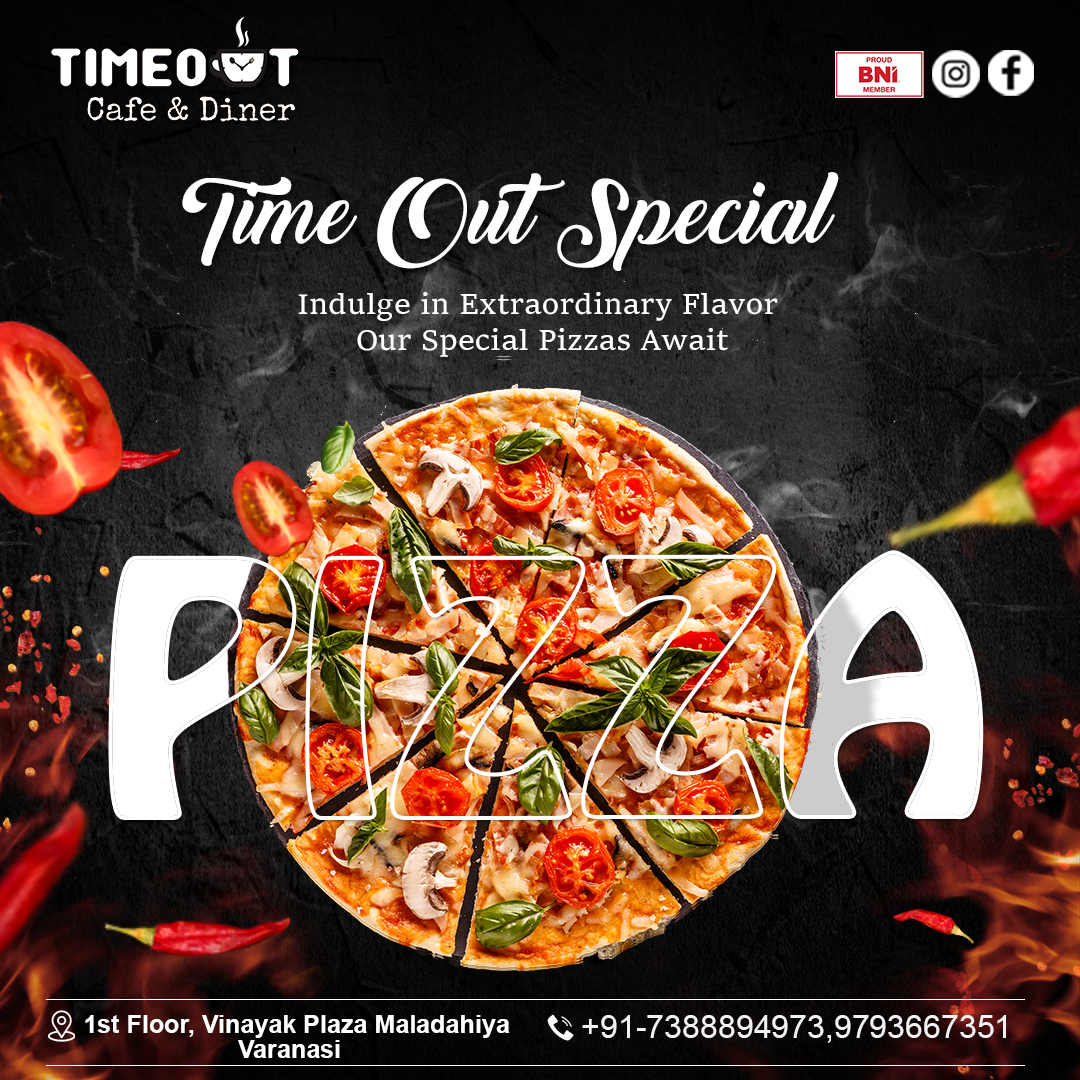 TIMEOUT
Cafe & Diner
PROUD
BNI
MEMBER
Time Out Special
Indulge in Extraordinary Flavor
Our Special Pizzas Await
PIZZA
1st Floor, Vinayak Plaza Maladahiya
Varanasi
+91-7388894973,9793667351